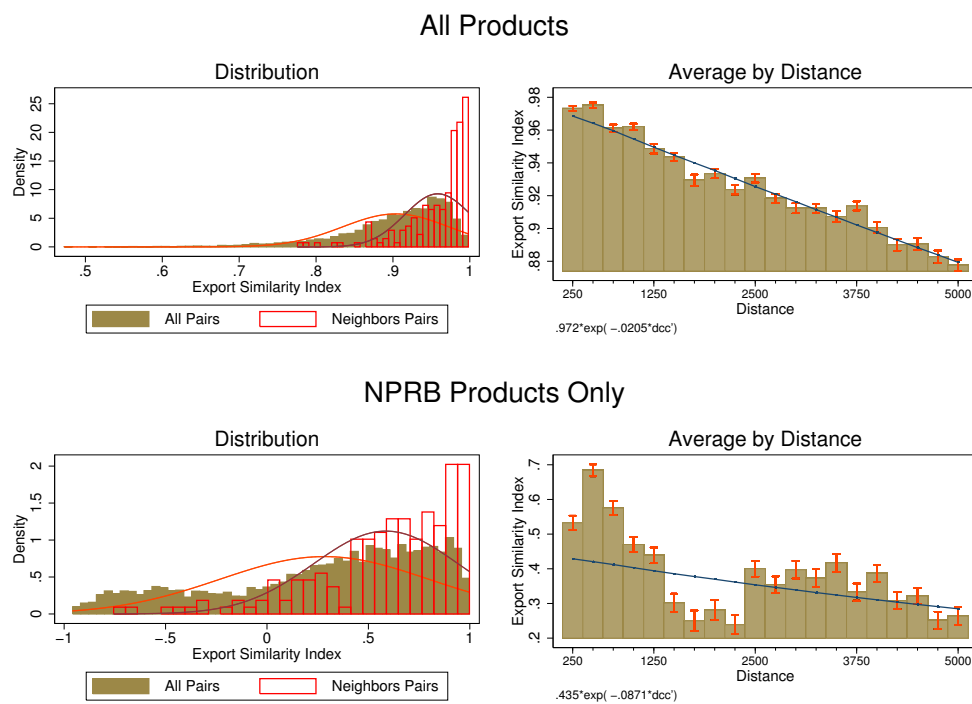 All Products
Distribution
Density
0 5 10 15 20 25
.5 .6 .7 .8 .9 1
Export Similarity Index
All Pairs Neighbors Pairs
Average by Distance
Export Similarity Index
.88 .9 .92 .94 .96 .98
250 1250 2500 3750 5000
Distance
.972*exp( −.0205*dcc')
NPRB Products Only
Distribution
Density
0 .5 1 1.5 2
−1 −.5 0 .5 1
Export Similarity Index
All Pairs Neighbors Pairs
Average by Distance
Export Similarity Index
.2 .3 .4 .5 .6 .7
250 1250 2500 3750 5000
Distance
.435*exp( −.0871*dcc')